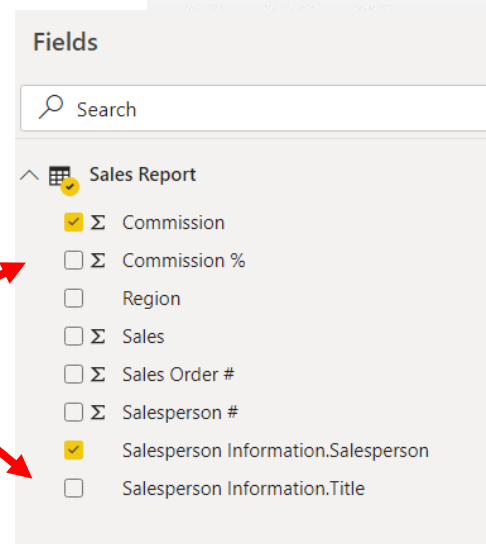 Fields
Search
Sales Report
Σ Commission
Σ Commission %
Region
Σ Sales
Σ Sales Order #
Σ Salesperson #
Salesperson Information.Salesperson
Salesperson Information.Title